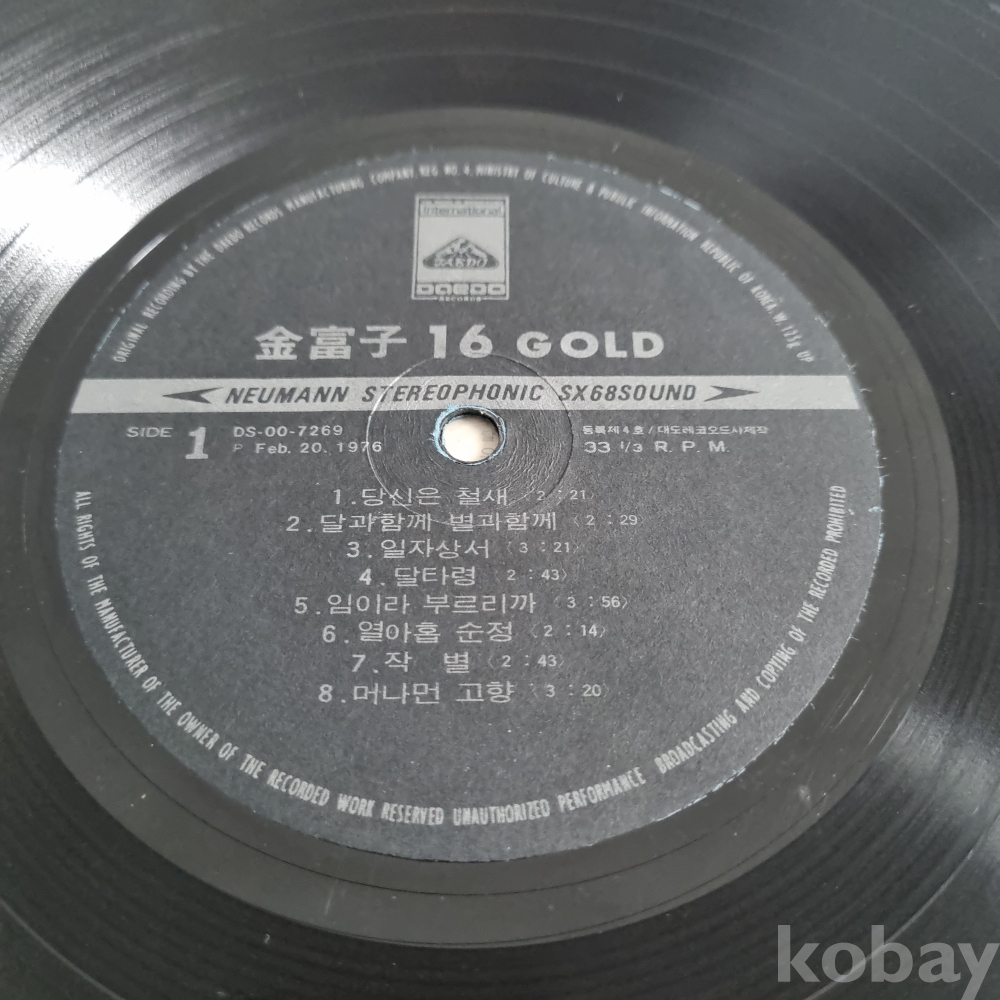 ORIGINAL RECORDING BY THE DAEDO RECORDS MANUFACTURING COMPANY REG NO. 4. MINISTRY OF CULTURE & PUBULIC INFORMATION REPUBLIC OF KOREA
International
DAEDO
RECORDS
金富子 16 GOLD
NEUMANN STEREOPHONIC SX68SOUND
SIDE 1
DS-00-7269
P Feb. 20. 1976
등록제4호/대도레코오드사제작
33 1/3 R. P. M.
1.당신은 철새 〈2:21〉
2.달과함께 별과함께 〈2:29〉
3.일자상서 〈3:21〉
4.달타령 〈2:43〉
5.임이라 부르리까 〈3:56〉
6.열아홉 순정 〈2:14〉
7.작 별 〈2:43〉
8.머나먼 고향 〈3:20〉
ALL RIGHTS OF THE MANUFACTURER OF THE OWNER OF THE RECORDED WORK RESERVED UNAUTHORIZED PERFORMANCE BROADCASTING AND COPTING OF THE RECORDED PROHIBITED
kobay